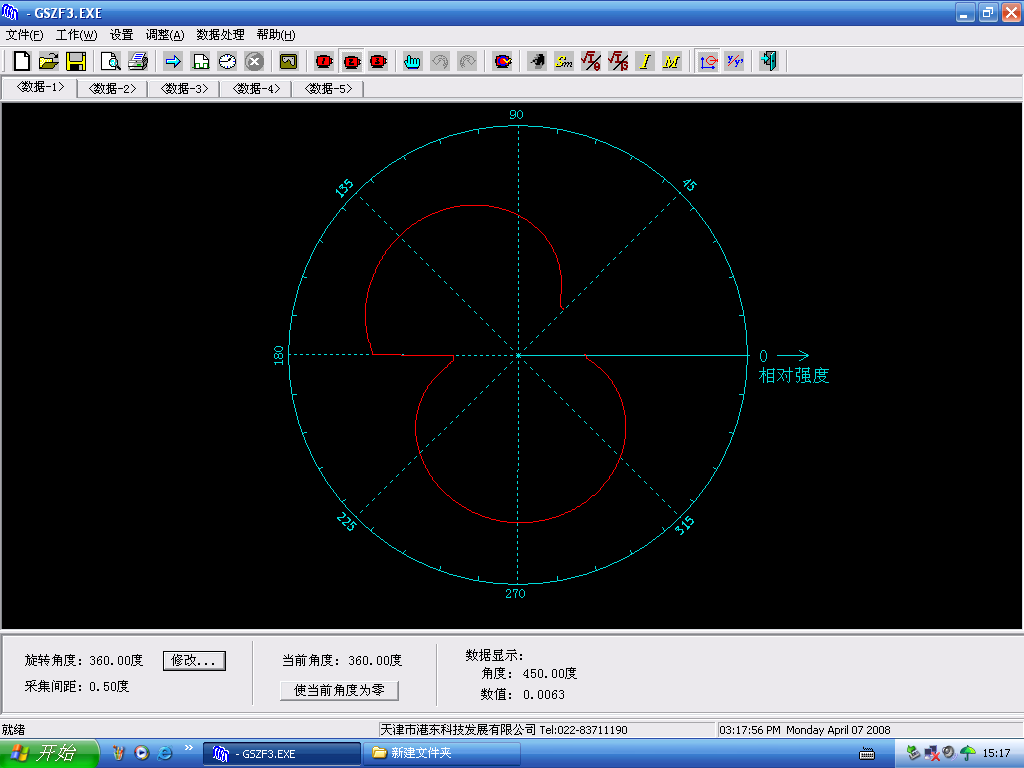 - GSZF3.EXE
文件(F) 工作(W) 设置 调整(A) 数据处理 帮助(H)
<数据-1> <数据-2> <数据-3> <数据-4> <数据-5>
90
135
45
180
0
相对强度
225
315
270
旋转角度: 360.00度
修改...
采集间距: 0.50度
当前角度: 360.00度
使当前角度为零
数据显示:
角度: 450.00度
数值: 0.0063
就绪
天津市港东科技发展有限公司 Tel:022-83711190
03:17:56 PM Monday April 07 2008
开始
- GSZF3.EXE
新建文件夹
15:17